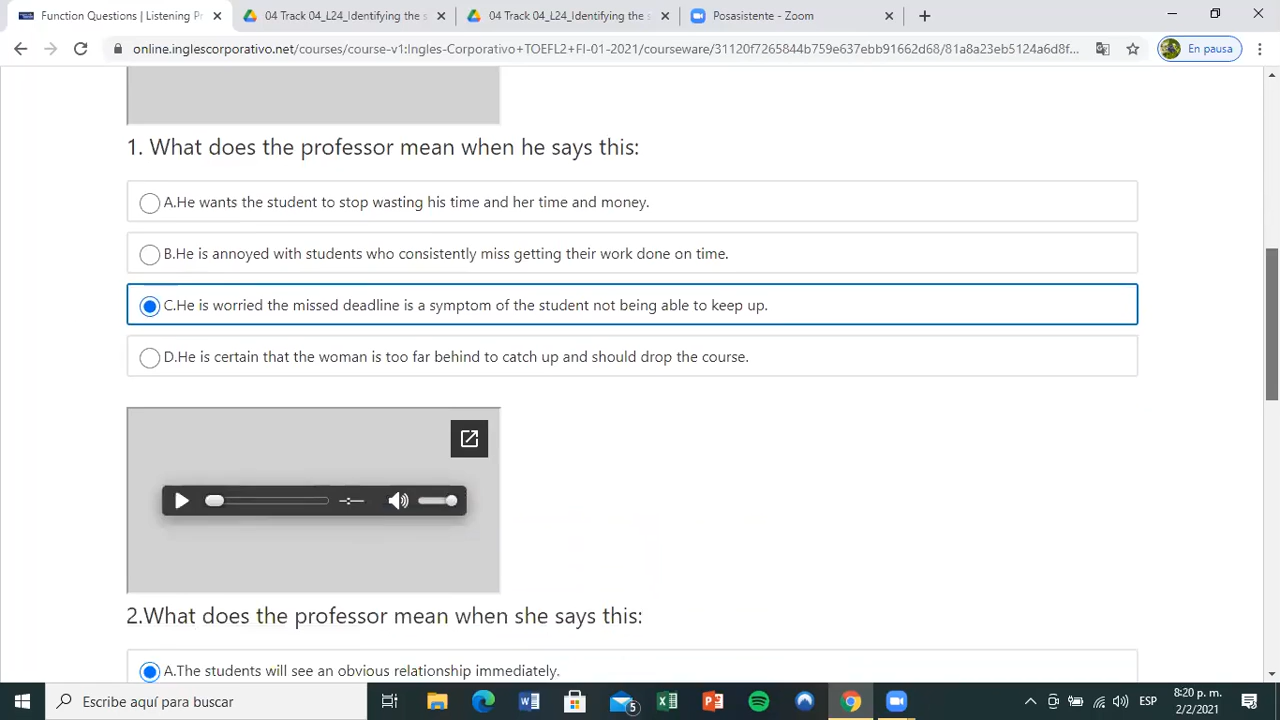 Function Questions | Listening Pr
04 Track 04_L24_Identifying the s
04 Track 04_L24_Identifying the s
Posasistente - Zoom
online.inglescorporativo.net/courses/course-v1:Ingles-Corporativo+TOEFL2+FI-01-2021/courseware/31120f7265844b759e637ebb91662d68/81a8a23eb5124a6d8f...
En pausa
1. What does the professor mean when he says this:
A.He wants the student to stop wasting his time and her time and money.
B.He is annoyed with students who consistently miss getting their work done on time.
C.He is worried the missed deadline is a symptom of the student not being able to keep up.
D.He is certain that the woman is too far behind to catch up and should drop the course.
-:-
2.What does the professor mean when she says this:
A.The students will see an obvious relationship immediately.
Escribe aquí para buscar
5
ESP
8:20 p. m.
2/2/2021